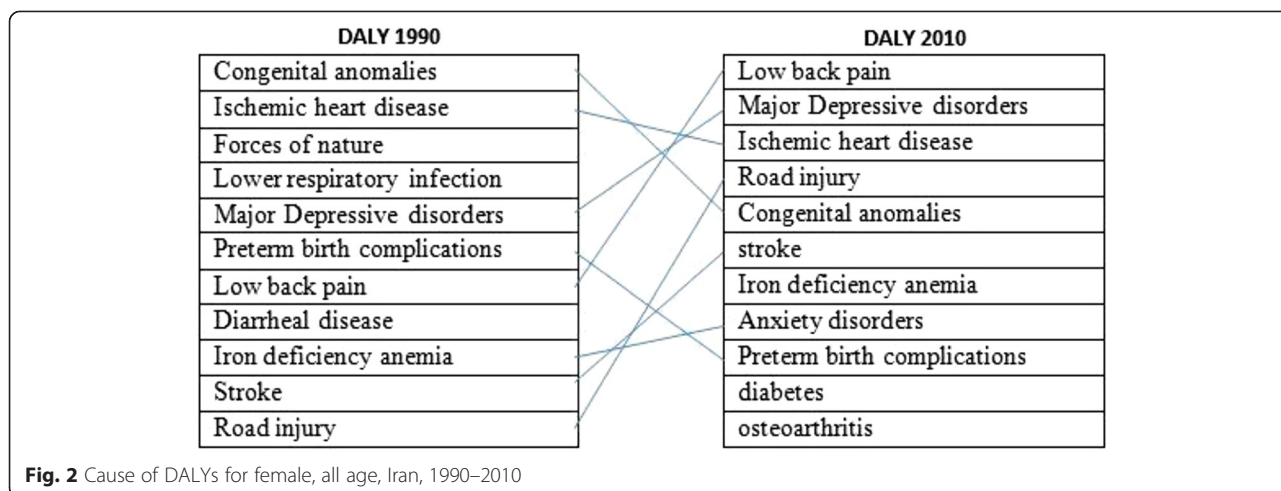 DALY 1990
Congenital anomalies
Ischemic heart disease
Forces of nature
Lower respiratory infection
Major Depressive disorders
Preterm birth complications
Low back pain
Diarrheal disease
Iron deficiency anemia
Stroke
Road injury
DALY 2010
Low back pain
Major Depressive disorders
Ischemic heart disease
Road injury
Congenital anomalies
stroke
Iron deficiency anemia
Anxiety disorders
Preterm birth complications
diabetes
osteoarthritis
Fig. 2 Cause of DALYs for female, all age, Iran, 1990–2010